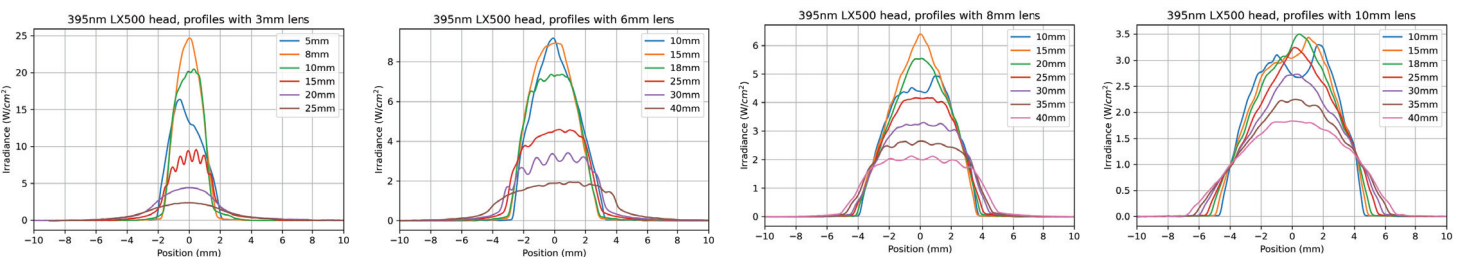 395nm LX500 head, profiles with 3mm lens
25
20
15
10
5
0
Irradiance (W/cm²)
5mm
8mm
10mm
15mm
20mm
25mm
−10 −8 −6 −4 −2 0 2 4 6 8 10
Position (mm)
395nm LX500 head, profiles with 6mm lens
8
6
4
2
0
Irradiance (W/cm²)
10mm
15mm
18mm
25mm
30mm
40mm
−10 −8 −6 −4 −2 0 2 4 6 8 10
Position (mm)
395nm LX500 head, profiles with 8mm lens
6
5
4
3
2
1
0
Irradiance (W/cm²)
10mm
15mm
20mm
25mm
30mm
35mm
40mm
−10 −8 −6 −4 −2 0 2 4 6 8 10
Position (mm)
395nm LX500 head, profiles with 10mm lens
3.5
3.0
2.5
2.0
1.5
1.0
0.5
0.0
Irradiance (W/cm²)
10mm
15mm
18mm
25mm
30mm
35mm
40mm
−10 −8 −6 −4 −2 0 2 4 6 8 10
Position (mm)